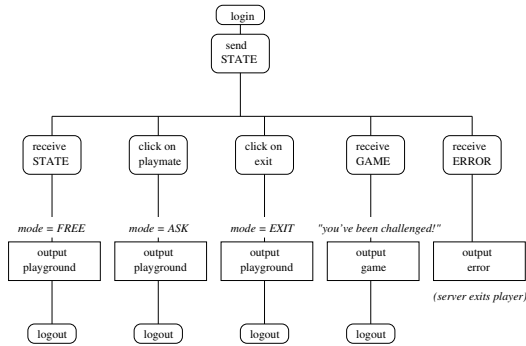 login
send
STATE
receive
STATE
click on
playmate
click on
exit
receive
GAME
receive
ERROR
mode = FREE
mode = ASK
mode = EXIT
"you've been challenged!"
output
playground
output
playground
output
playground
output
game
output
error
(server exits player)
logout
logout
logout
logout